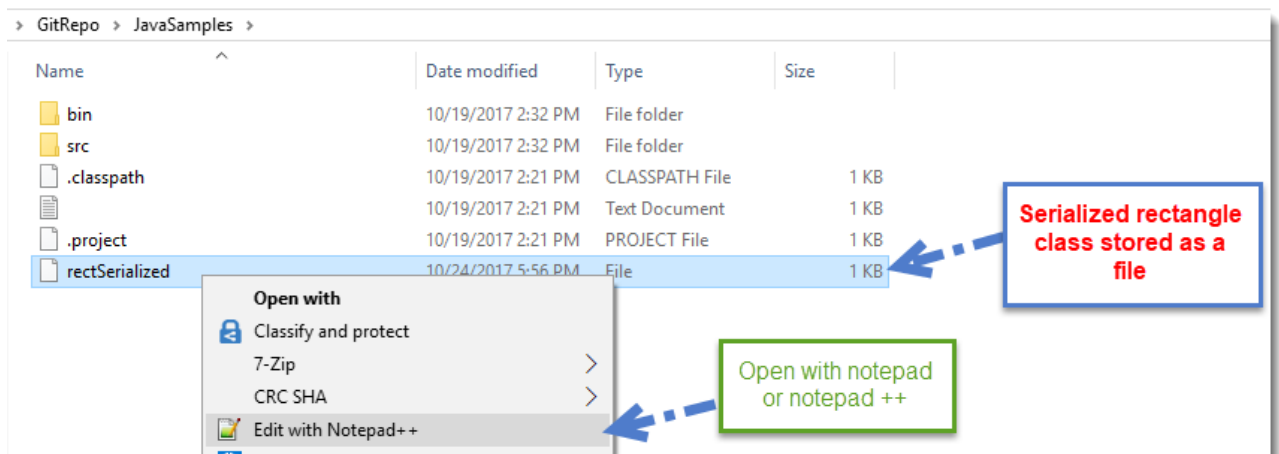 > GitRepo > JavaSamples >
Name Date modified Type Size
bin 10/19/2017 2:32 PM File folder
src 10/19/2017 2:32 PM File folder
.classpath 10/19/2017 2:21 PM CLASSPATH File 1 KB
10/19/2017 2:21 PM Text Document 1 KB
.project 10/19/2017 2:21 PM PROJECT File 1 KB
rectSerialized 10/24/2017 5:56 PM File 1 KB
Serialized rectangle
class stored as a
file
Open with
Classify and protect
7-Zip
CRC SHA
Edit with Notepad++
Open with notepad
or notepad ++